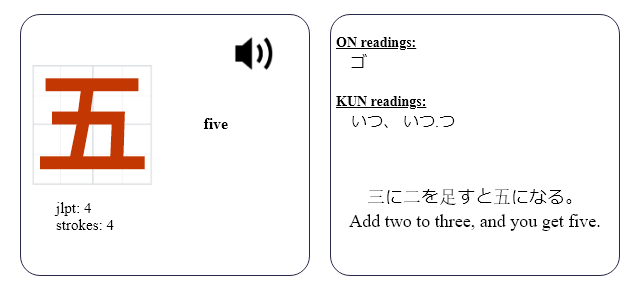 五
five
jlpt: 4
strokes: 4
ON readings:
ゴ
KUN readings:
いつ、 いつ.つ
三に二を足すと五になる。
Add two to three, and you get five.